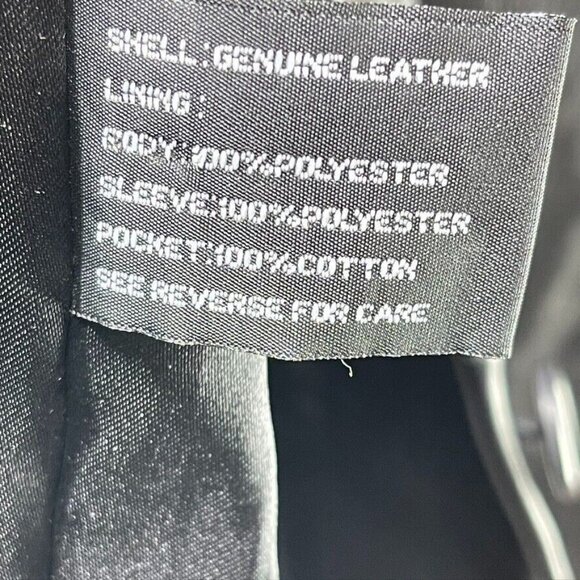 SHELL:GENUINE LEATHER
LINING:
BODY:100%POLYESTER
SLEEVE:100%POLYESTER
POCKET:100%COTTON
SEE REVERSE FOR CARE